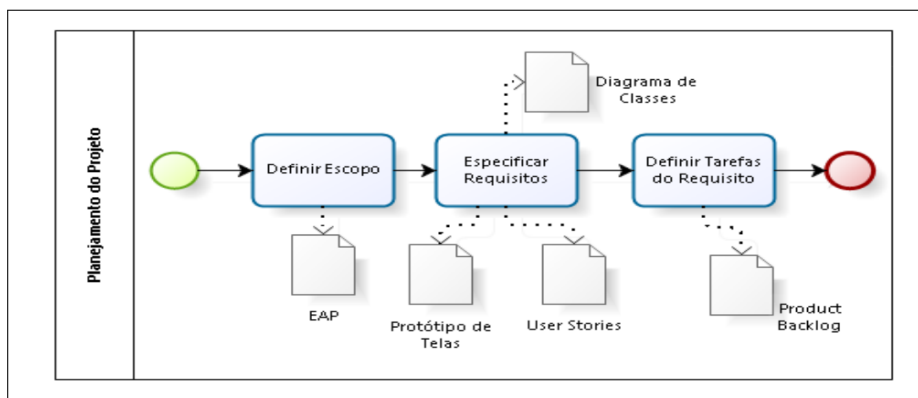 Planejamento do Projeto
Diagrama de
Classes
Definir Escopo
Especificar
Requisitos
Definir Tarefas
do Requisito
EAP
Protótipo de
Telas
User Stories
Product
Backlog